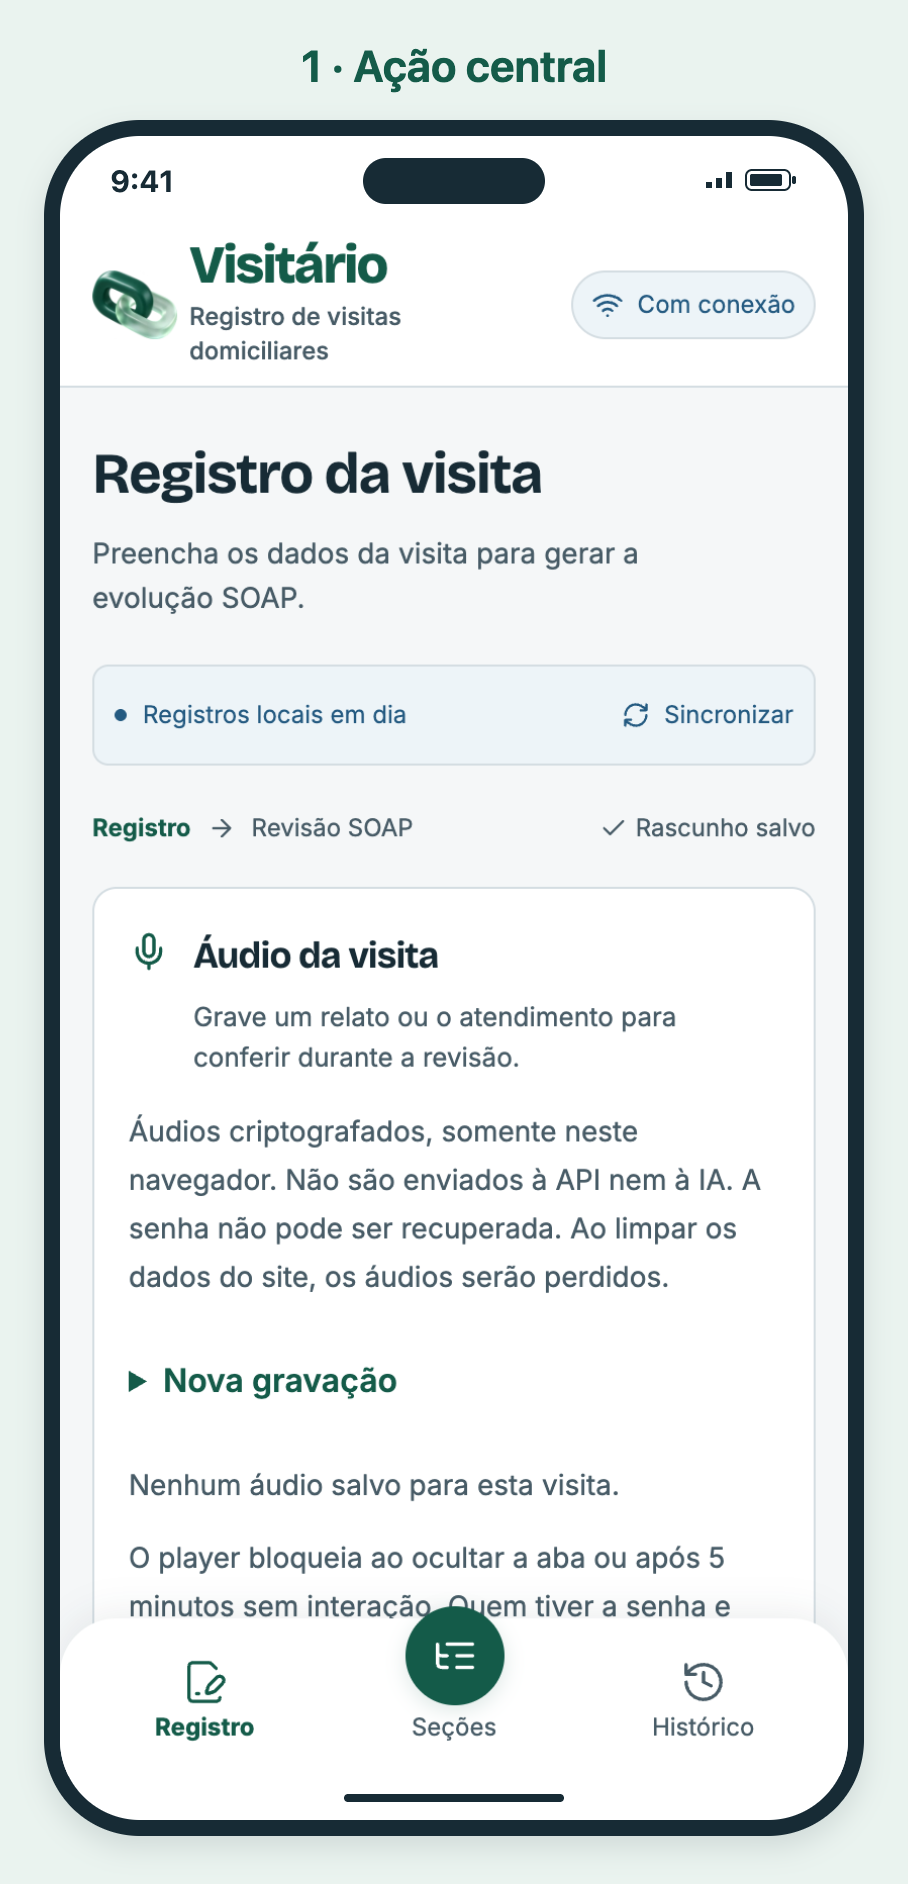 1 · Ação central
9:41
Visitário
Registro de visitas
domiciliares
Com conexão
Registro da visita
Preencha os dados da visita para gerar a
evolução SOAP.
Registros locais em dia
Sincronizar
Registro → Revisão SOAP
Rascunho salvo
Áudio da visita
Grave um relato ou o atendimento para
conferir durante a revisão.
Áudios criptografados, somente neste
navegador. Não são enviados à API nem à IA. A
senha não pode ser recuperada. Ao limpar os
dados do site, os áudios serão perdidos.
Nova gravação
Nenhum áudio salvo para esta visita.
O player bloqueia ao ocultar a aba ou após 5
minutos sem interação. Quem tiver a senha e
Registro
Seções
Histórico